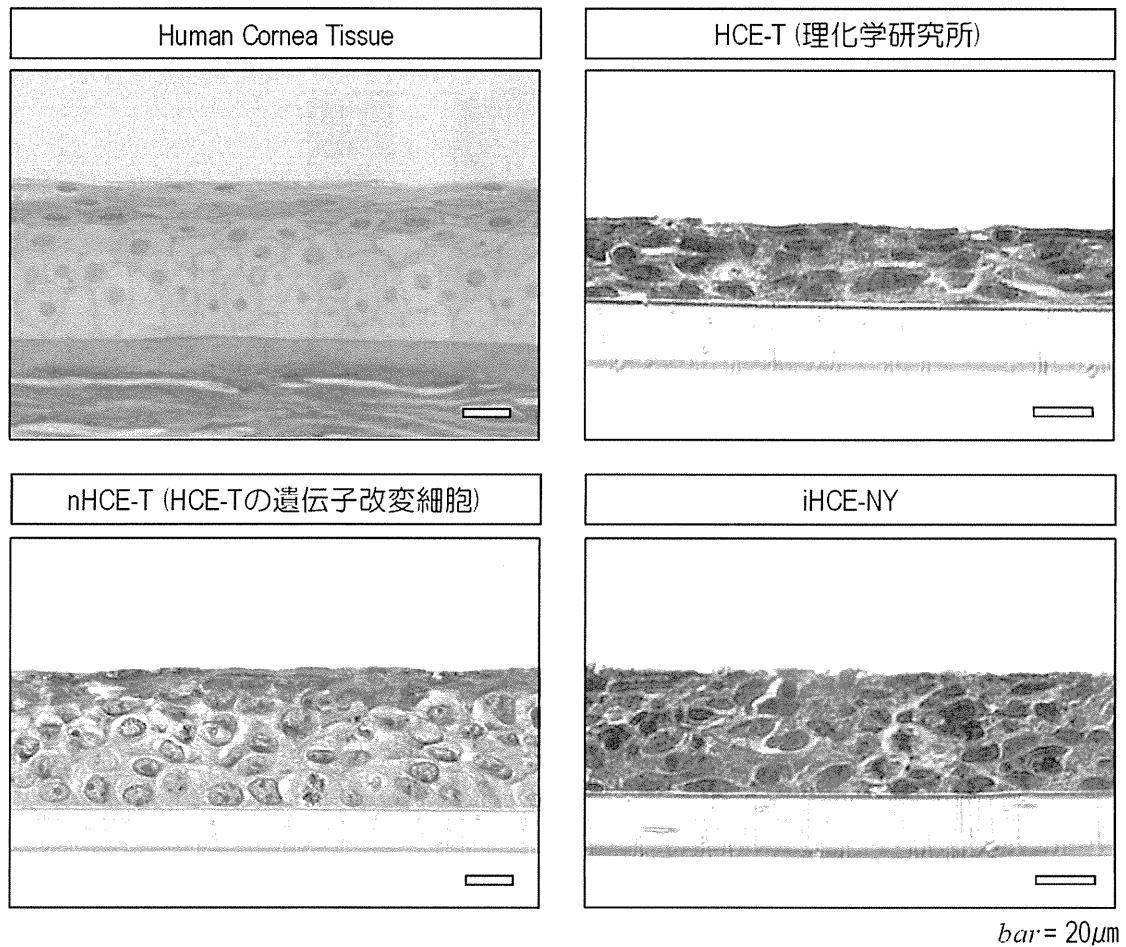 Human Cornea Tissue
HCE-T (理化学研究所)
nHCE-T (HCE-Tの遺伝子改変細胞)
iHCE-NY
bar = 20μm